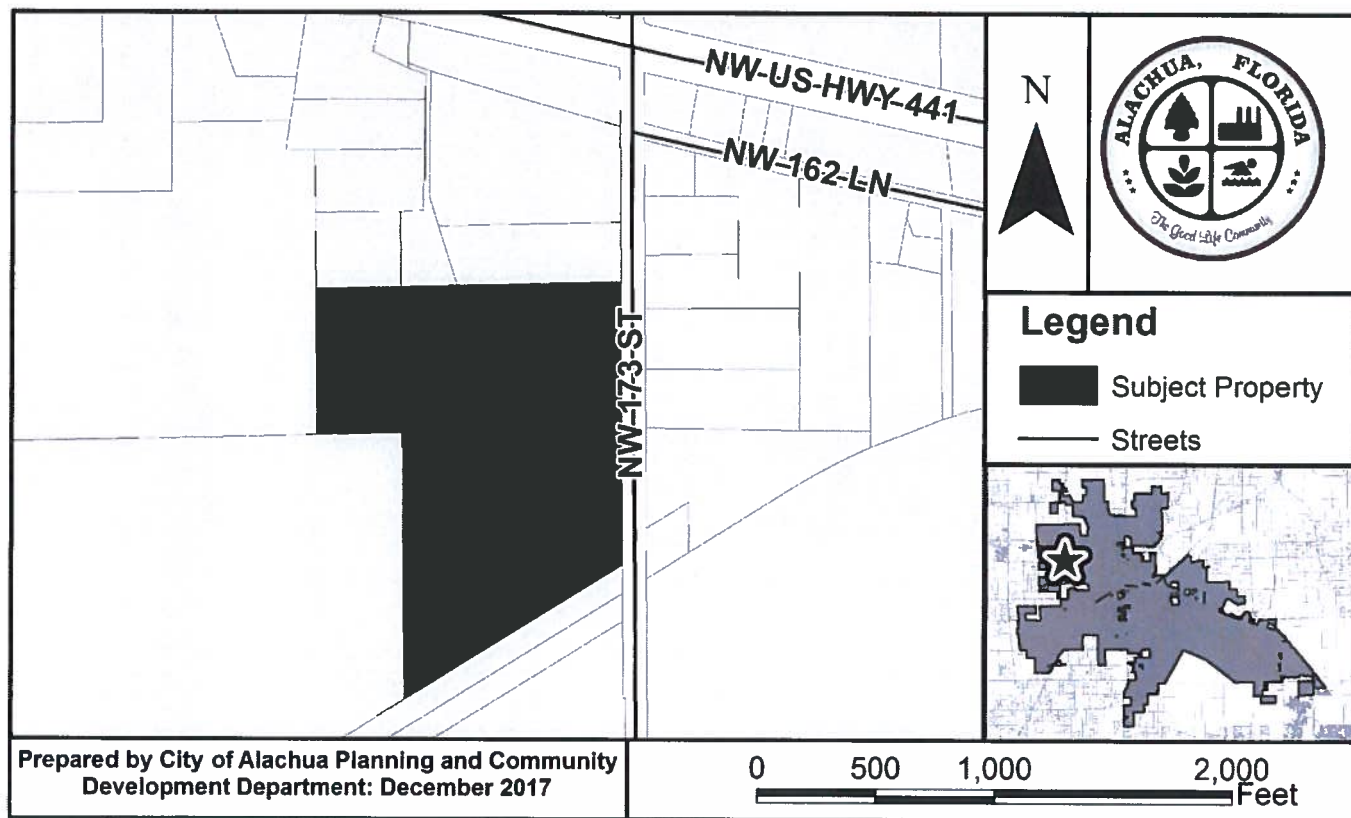 NW-US-HWY-441
NW-162-LN
NW-173-ST
N
ALACHUA, FLORIDA
The Good Life Community
Legend
Subject Property
Streets
Prepared by City of Alachua Planning and Community
Development Department: December 2017
0 500 1,000 2,000
Feet